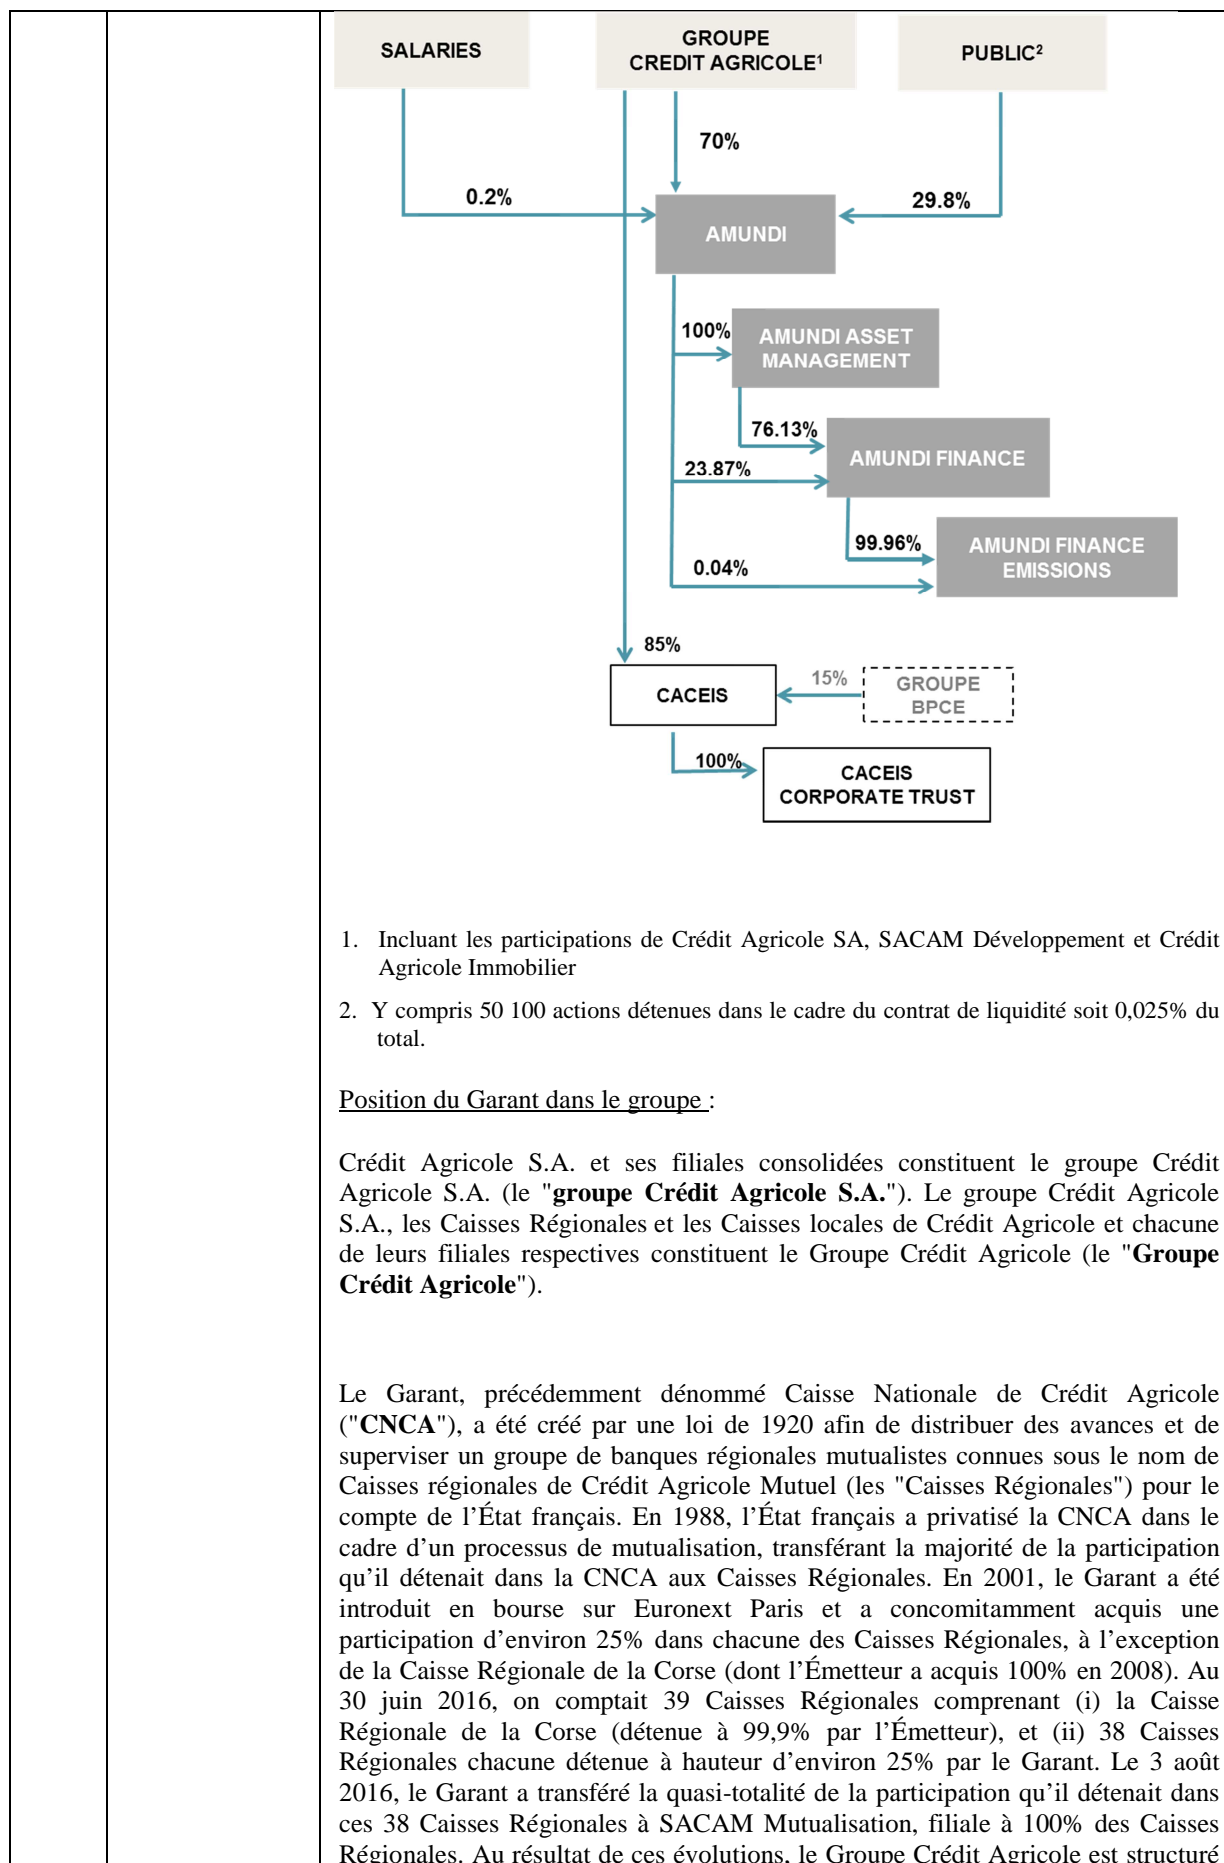 SALARIES
GROUPE
CREDIT AGRICOLE¹
PUBLIC²
70%
0.2%
29.8%
AMUNDI
100%
AMUNDI ASSET
MANAGEMENT
76.13%
AMUNDI FINANCE
23.87%
99.96%
AMUNDI FINANCE
EMISSIONS
0.04%
85%
CACEIS
15%
GROUPE
BPCE
100%
CACEIS
CORPORATE TRUST
1. Incluant les participations de Crédit Agricole SA, SACAM Développement et Crédit
Agricole Immobilier
2. Y compris 50 100 actions détenues dans le cadre du contrat de liquidité soit 0,025% du
total.
Position du Garant dans le groupe :
Crédit Agricole S.A. et ses filiales consolidées constituent le groupe Crédit
Agricole S.A. (le "groupe Crédit Agricole S.A."). Le groupe Crédit Agricole
S.A., les Caisses Régionales et les Caisses locales de Crédit Agricole et chacune
de leurs filiales respectives constituent le Groupe Crédit Agricole (le "Groupe
Crédit Agricole").
Le Garant, précédemment dénommé Caisse Nationale de Crédit Agricole
("CNCA"), a été créé par une loi de 1920 afin de distribuer des avances et de
superviser un groupe de banques régionales mutualistes connues sous le nom de
Caisses régionales de Crédit Agricole Mutuel (les "Caisses Régionales") pour le
compte de l’État français. En 1988, l’État français a privatisé la CNCA dans le
cadre d’un processus de mutualisation, transférant la majorité de la participation
qu’il détenait dans la CNCA aux Caisses Régionales. En 2001, le Garant a été
introduit en bourse sur Euronext Paris et a concomitamment acquis une
participation d’environ 25% dans chacune des Caisses Régionales, à l’exception
de la Caisse Régionale de la Corse (dont l’Émetteur a acquis 100% en 2008). Au
30 juin 2016, on comptait 39 Caisses Régionales comprenant (i) la Caisse
Régionale de la Corse (détenue à 99,9% par l’Émetteur), et (ii) 38 Caisses
Régionales chacune détenue à hauteur d’environ 25% par le Garant. Le 3 août
2016, le Garant a transféré la quasi-totalité de la participation qu’il détenait dans
ces 38 Caisses Régionales à SACAM Mutualisation, filiale à 100% des Caisses
Régionales. Au résultat de ces évolutions, le Groupe Crédit Agricole est structuré